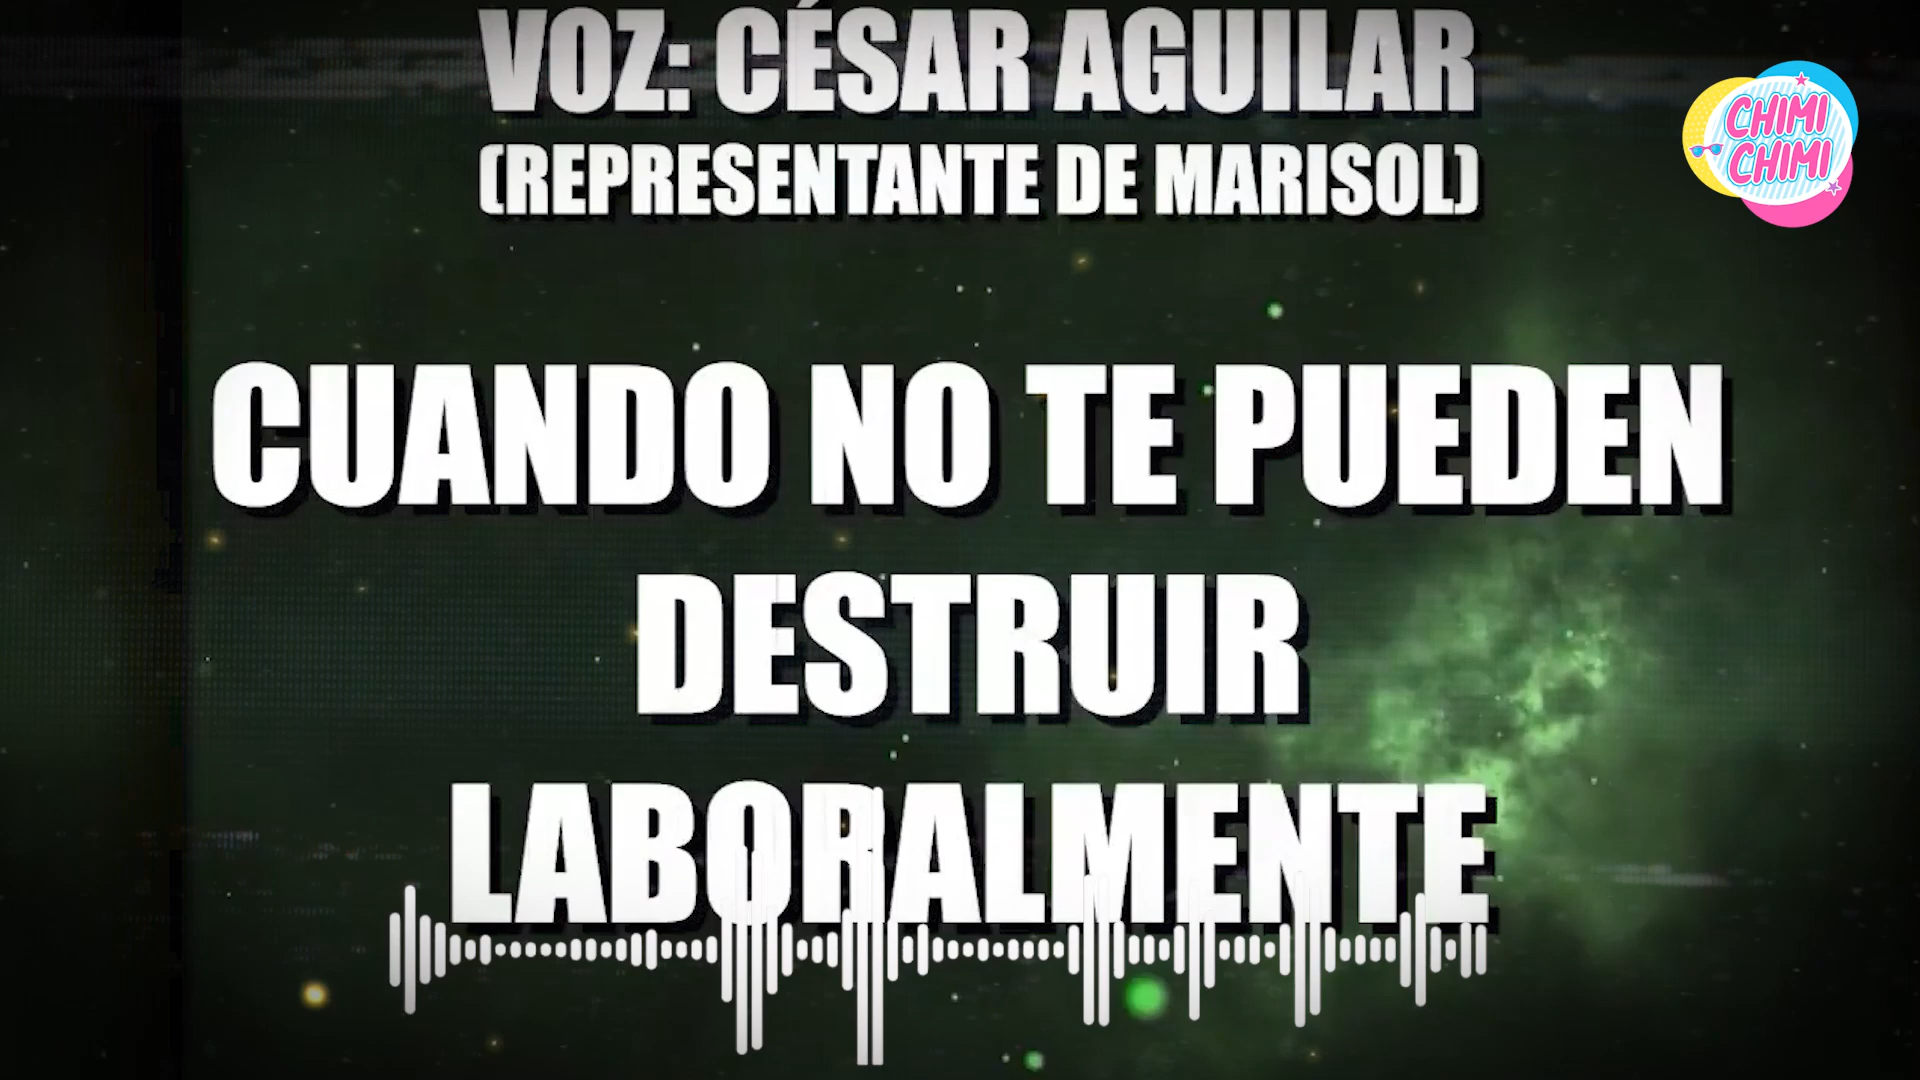 VOZ: CÉSAR AGUILAR
(REPRESENTANTE DE MARISOL)
CHIMI
CHIMI
CUANDO NO TE PUEDEN
DESTRUIR
LABORALMENTE